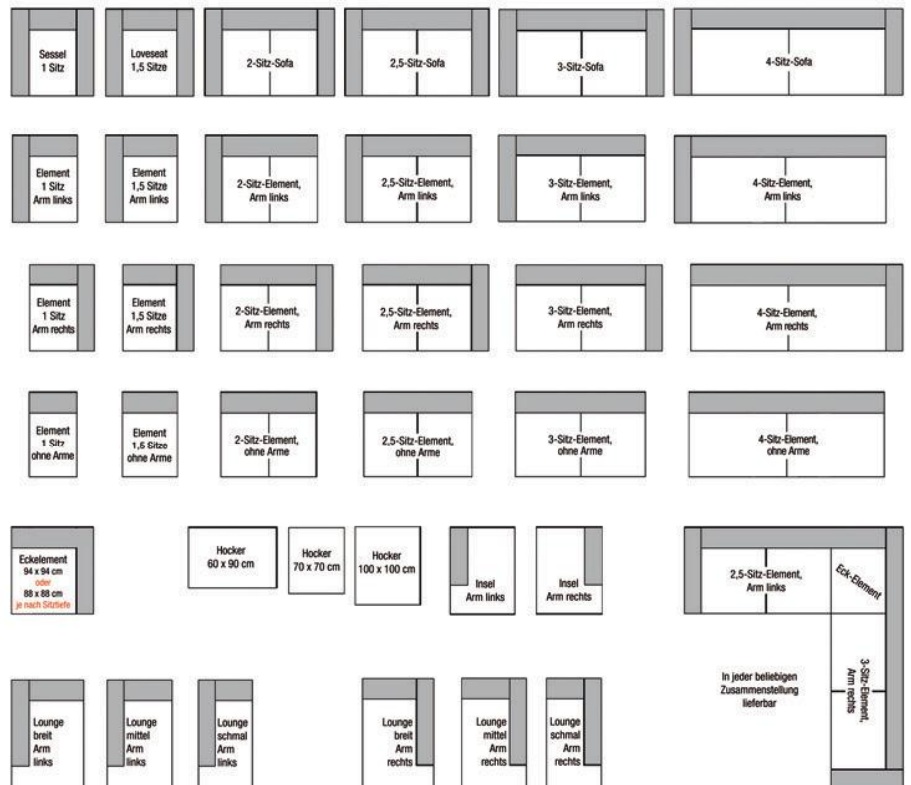 Sessel
1 Sitz
Loveseat
1,5 Sitze
2-Sitz-Sofa
2,5-Sitz-Sofa
3-Sitz-Sofa
4-Sitz-Sofa
Element
1 Sitz
Arm links
Element
1,5 Sitze
Arm links
2-Sitz-Element,
Arm links
2,5-Sitz-Element,
Arm links
3-Sitz-Element,
Arm links
4-Sitz-Element,
Arm links
Element
1 Sitz
Arm rechts
Element
1,5 Sitze
Arm rechts
2-Sitz-Element,
Arm rechts
2,5-Sitz-Element,
Arm rechts
3-Sitz-Element,
Arm rechts
4-Sitz-Element,
Arm rechts
Element
1 Sitz
ohne Arme
Element
1,5 Sitze
ohne Arme
2-Sitz-Element,
ohne Arme
2,5-Sitz-Element,
ohne Arme
3-Sitz-Element,
ohne Arme
4-Sitz-Element,
ohne Arme
Eckelement
94 x 94 cm
oder
88 x 88 cm
je nach Sitztiefe
Hocker
60 x 90 cm
Hocker
70 x 70 cm
Hocker
100 x 100 cm
Insel
Arm links
Insel
Arm rechts
2,5-Sitz-Element,
Arm links
Eck-Element
3-Sitz-Element,
Arm rechts
In jeder beliebigen
Zusammenstellung
lieferbar
Lounge
breit
Arm
links
Lounge
mittel
Arm
links
Lounge
schmal
Arm
links
Lounge
breit
Arm
rechts
Lounge
mittel
Arm
rechts
Lounge
schmal
Arm
rechts